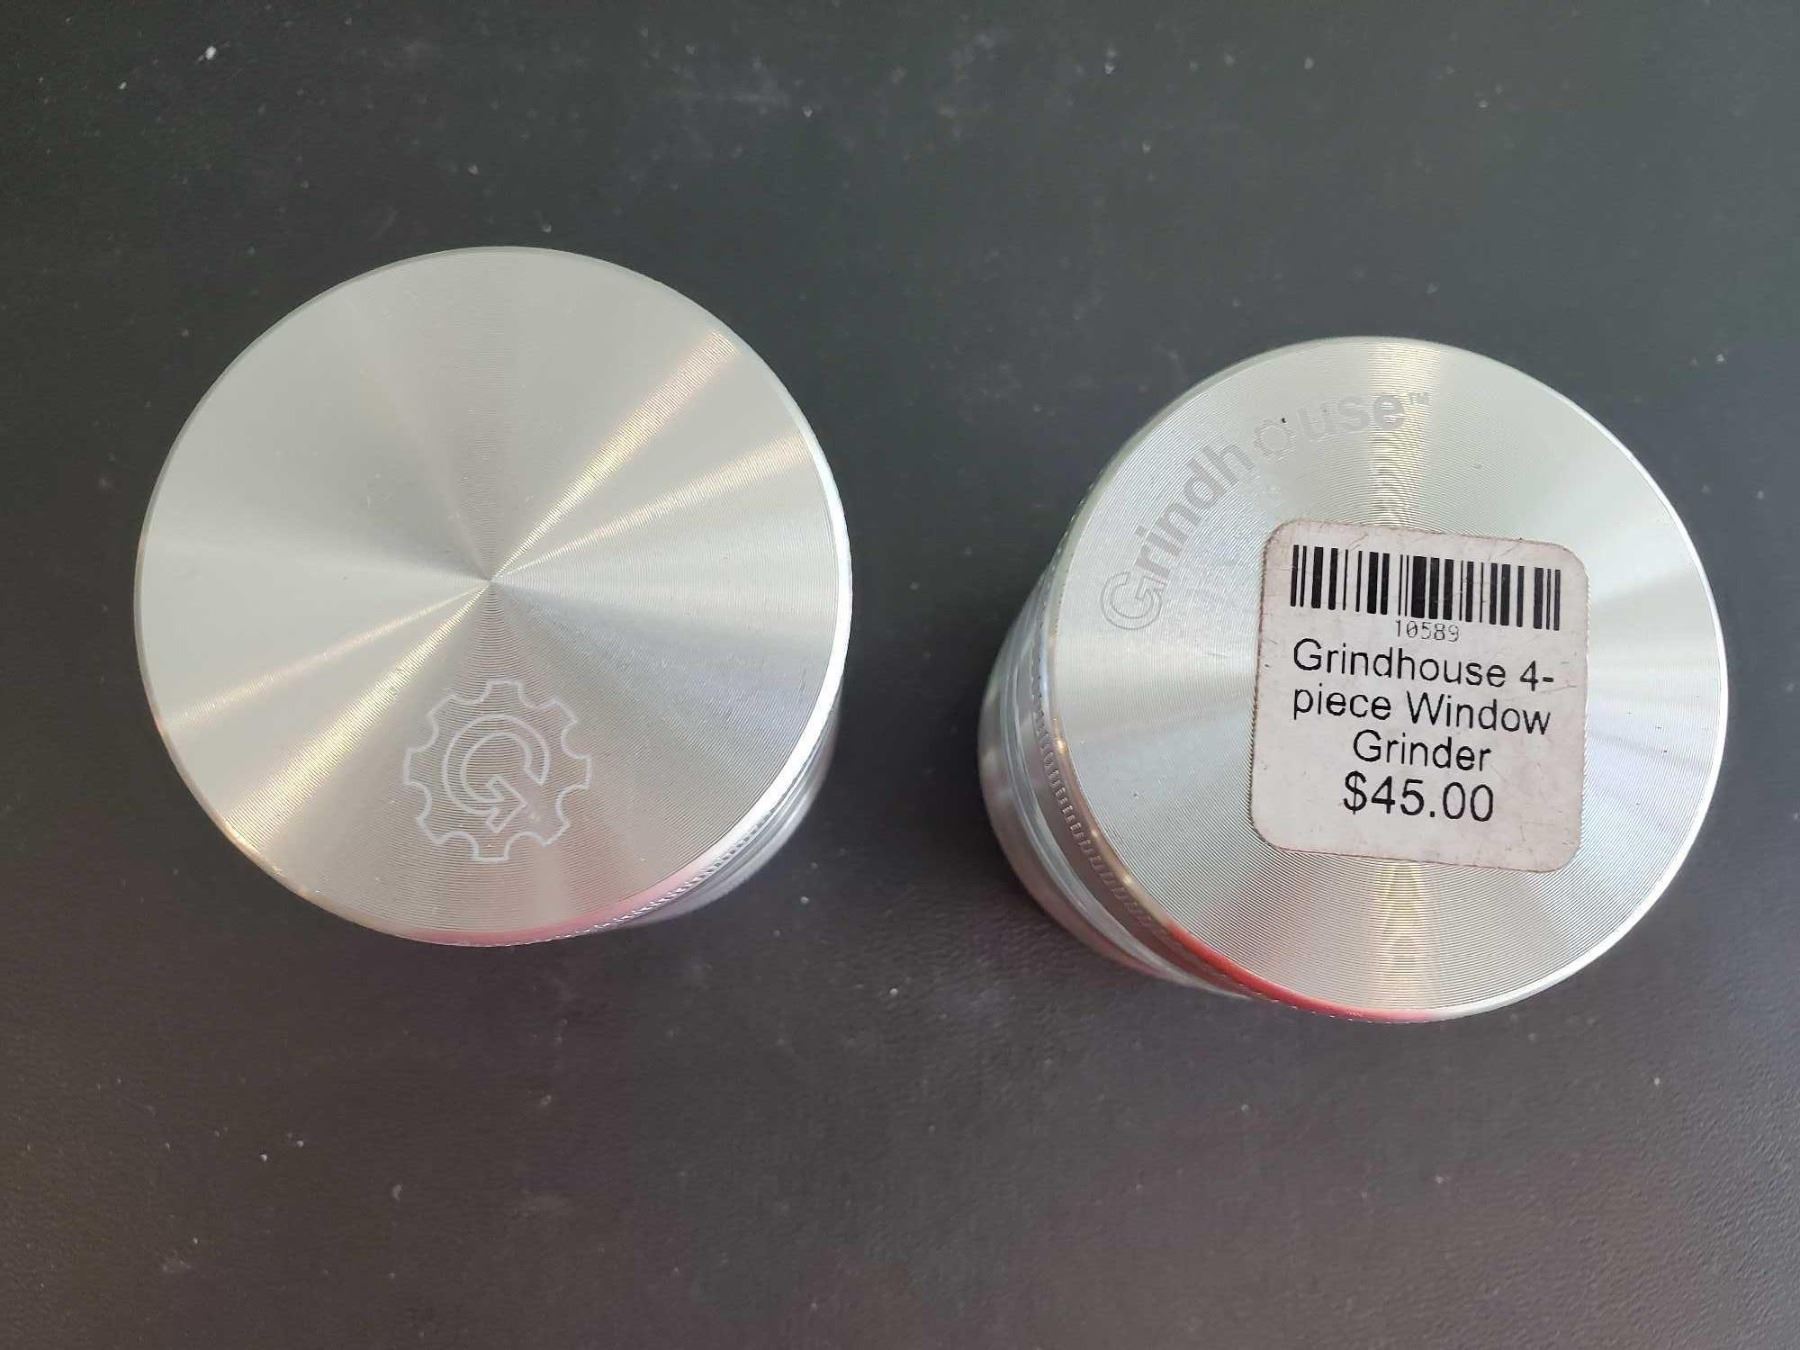 G
Grindhouse™
10589
Grindhouse 4-
piece Window
Grinder
$45.00